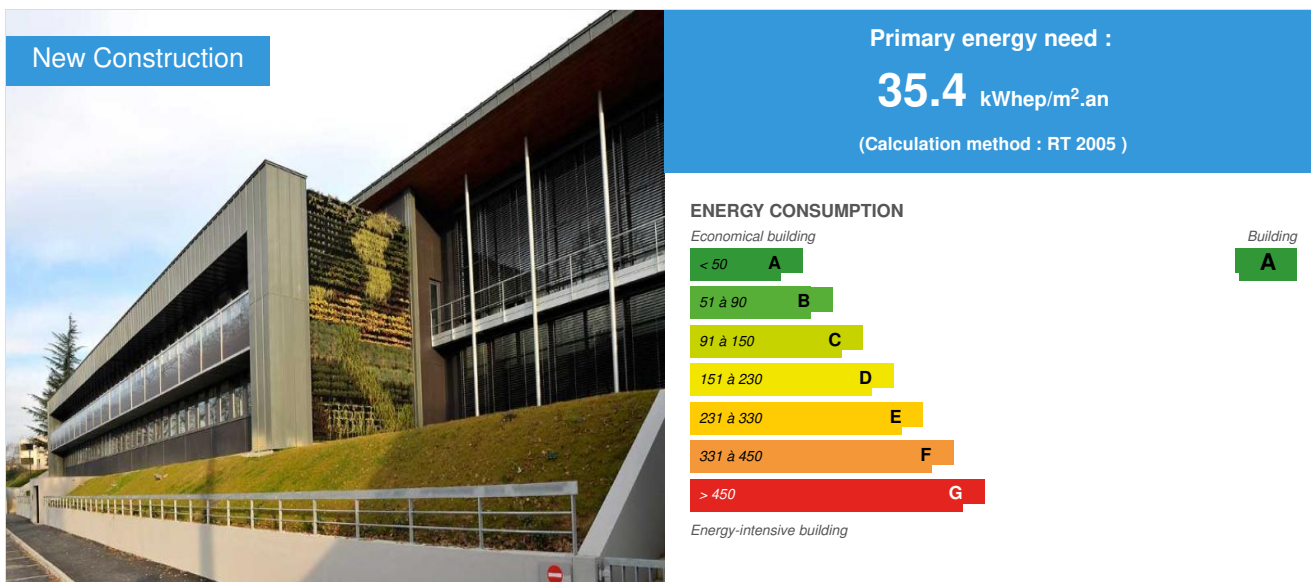 New Construction
Primary energy need :
35.4 kWhep/m².an
(Calculation method : RT 2005 )
ENERGY CONSUMPTION
Economical building
Building
< 50 A
A
51 à 90 B
91 à 150 C
151 à 230 D
231 à 330 E
331 à 450 F
> 450 G
Energy-intensive building